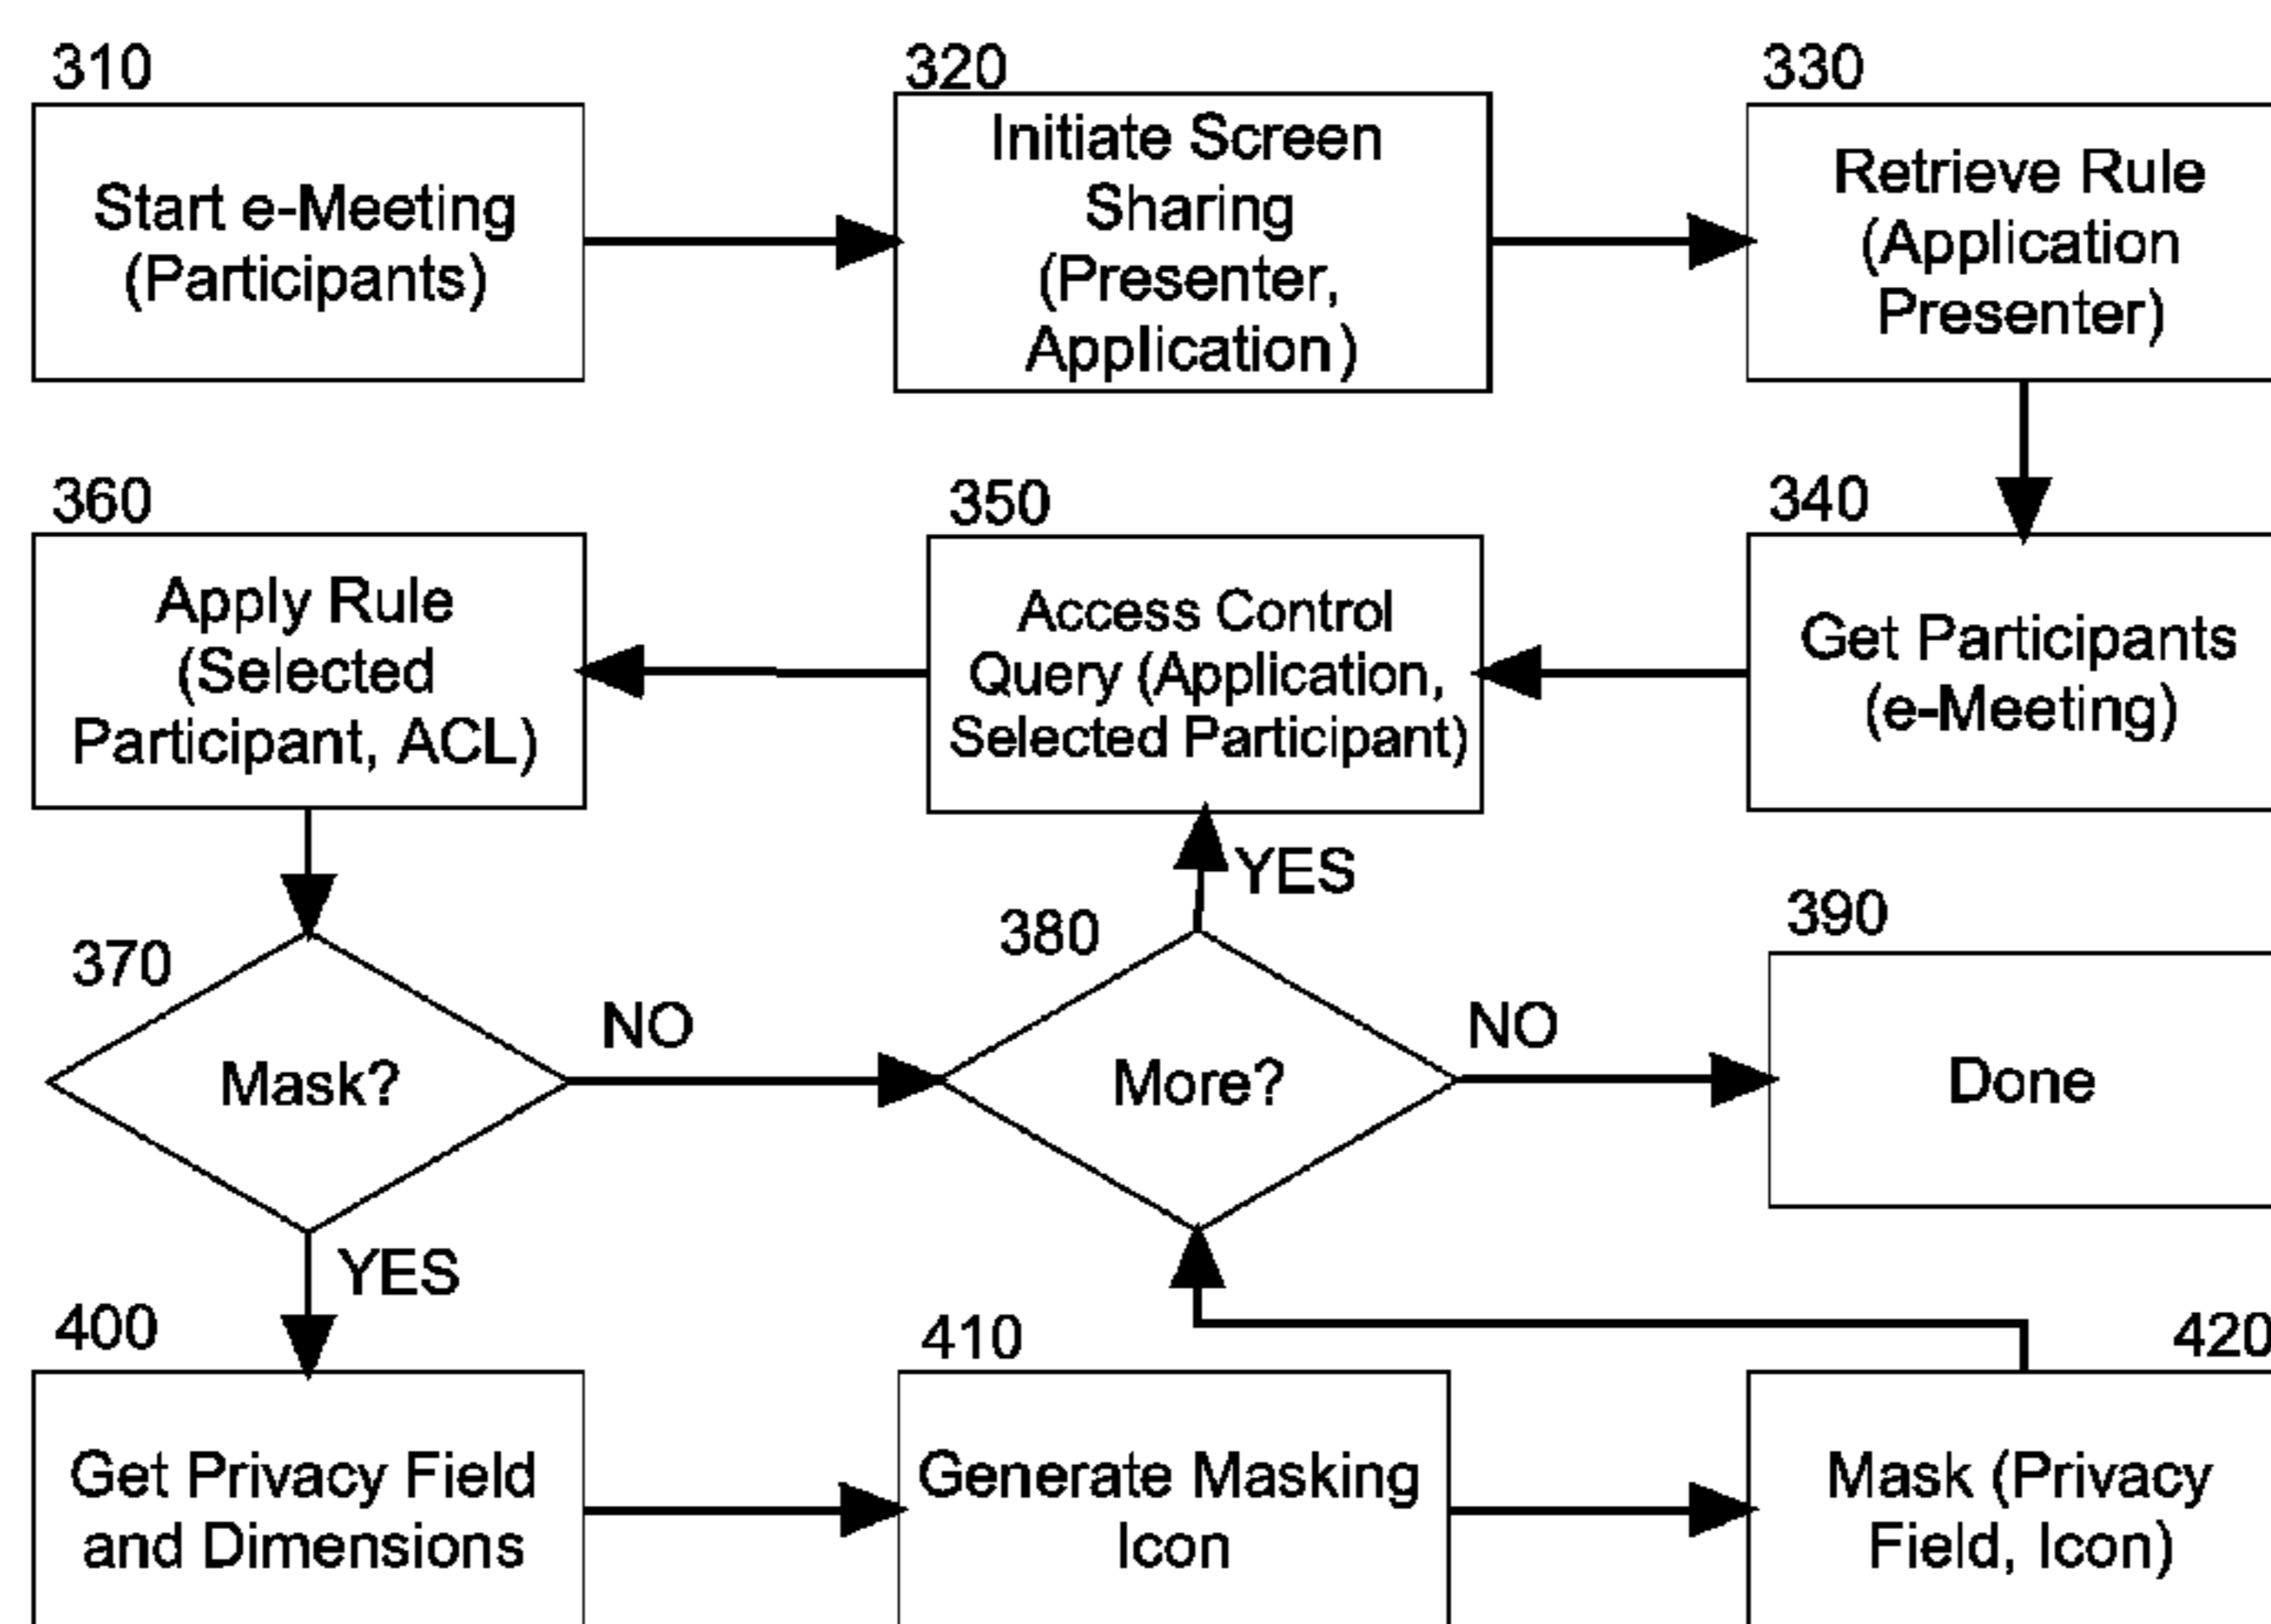 310
Start e-Meeting
(Participants)
320
Initiate Screen
Sharing
(Presenter,
Application)
330
Retrieve Rule
(Application
Presenter)
360
Apply Rule
(Selected
Participant, ACL)
350
Access Control
Query (Application,
Selected Participant)
340
Get Participants
(e-Meeting)
YES
370
Mask?
NO
380
More?
NO
390
Done
YES
400
Get Privacy Field
and Dimensions
410
Generate Masking
Icon
420
Mask (Privacy
Field, Icon)